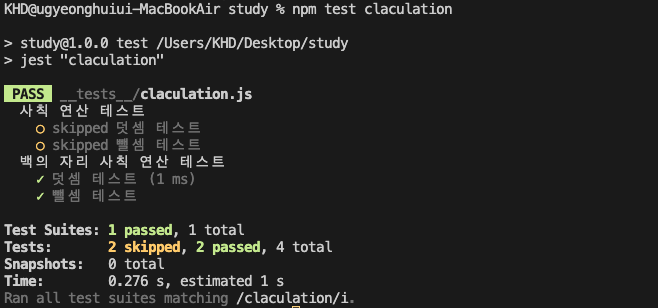 KHD@ugyeonghuiui-MacBookAir study % npm test claculation
> study@1.0.0 test /Users/KHD/Desktop/study
> jest "claculation"
PASS __tests__/claculation.js
사칙 연산 테스트
○ skipped 덧셈 테스트
○ skipped 뺄셈 테스트
백의 자리 사칙 연산 테스트
✓ 덧셈 테스트 (1 ms)
✓ 뺄셈 테스트
Test Suites: 1 passed, 1 total
Tests: 2 skipped, 2 passed, 4 total
Snapshots: 0 total
Time: 0.276 s, estimated 1 s
Ran all test suites matching /claculation/i.